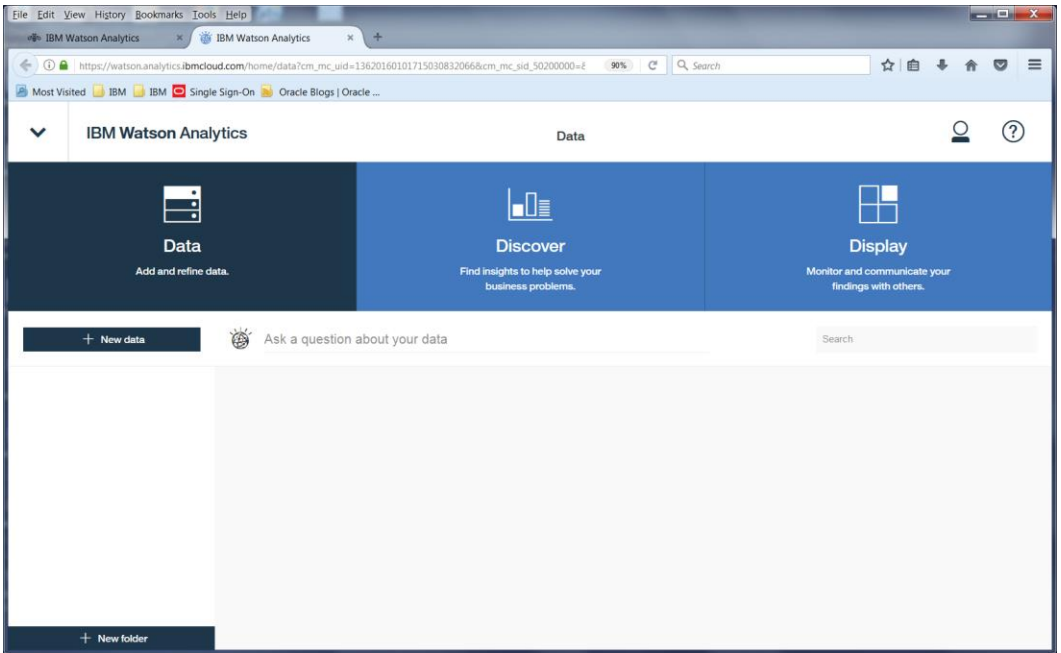 File Edit View History Bookmarks Tools Help
IBM Watson Analytics × IBM Watson Analytics × +
https://watson.analytics.ibmcloud.com/home/data?cm_mc_uid=13620160101715030832066&cm_mc_sid_50200000= 90% Search
Most Visited IBM IBM Single Sign-On Oracle Blogs | Oracle ...
IBM Watson Analytics Data ?
Data
Add and refine data.
Discover
Find insights to help solve your
business problems.
Display
Monitor and communicate your
findings with others.
+ New data
Ask a question about your data
Search
+ New folder